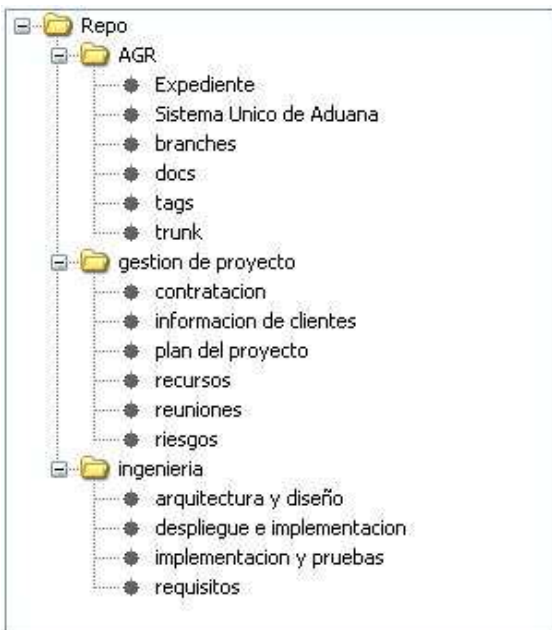 Repo
AGR
Expediente
Sistema Unico de Aduana
branches
docs
tags
trunk
gestion de proyecto
contratacion
informacion de clientes
plan del proyecto
recursos
reuniones
riesgos
ingenieria
arquitectura y diseño
despliegue e implementacion
implementacion y pruebas
requisitos